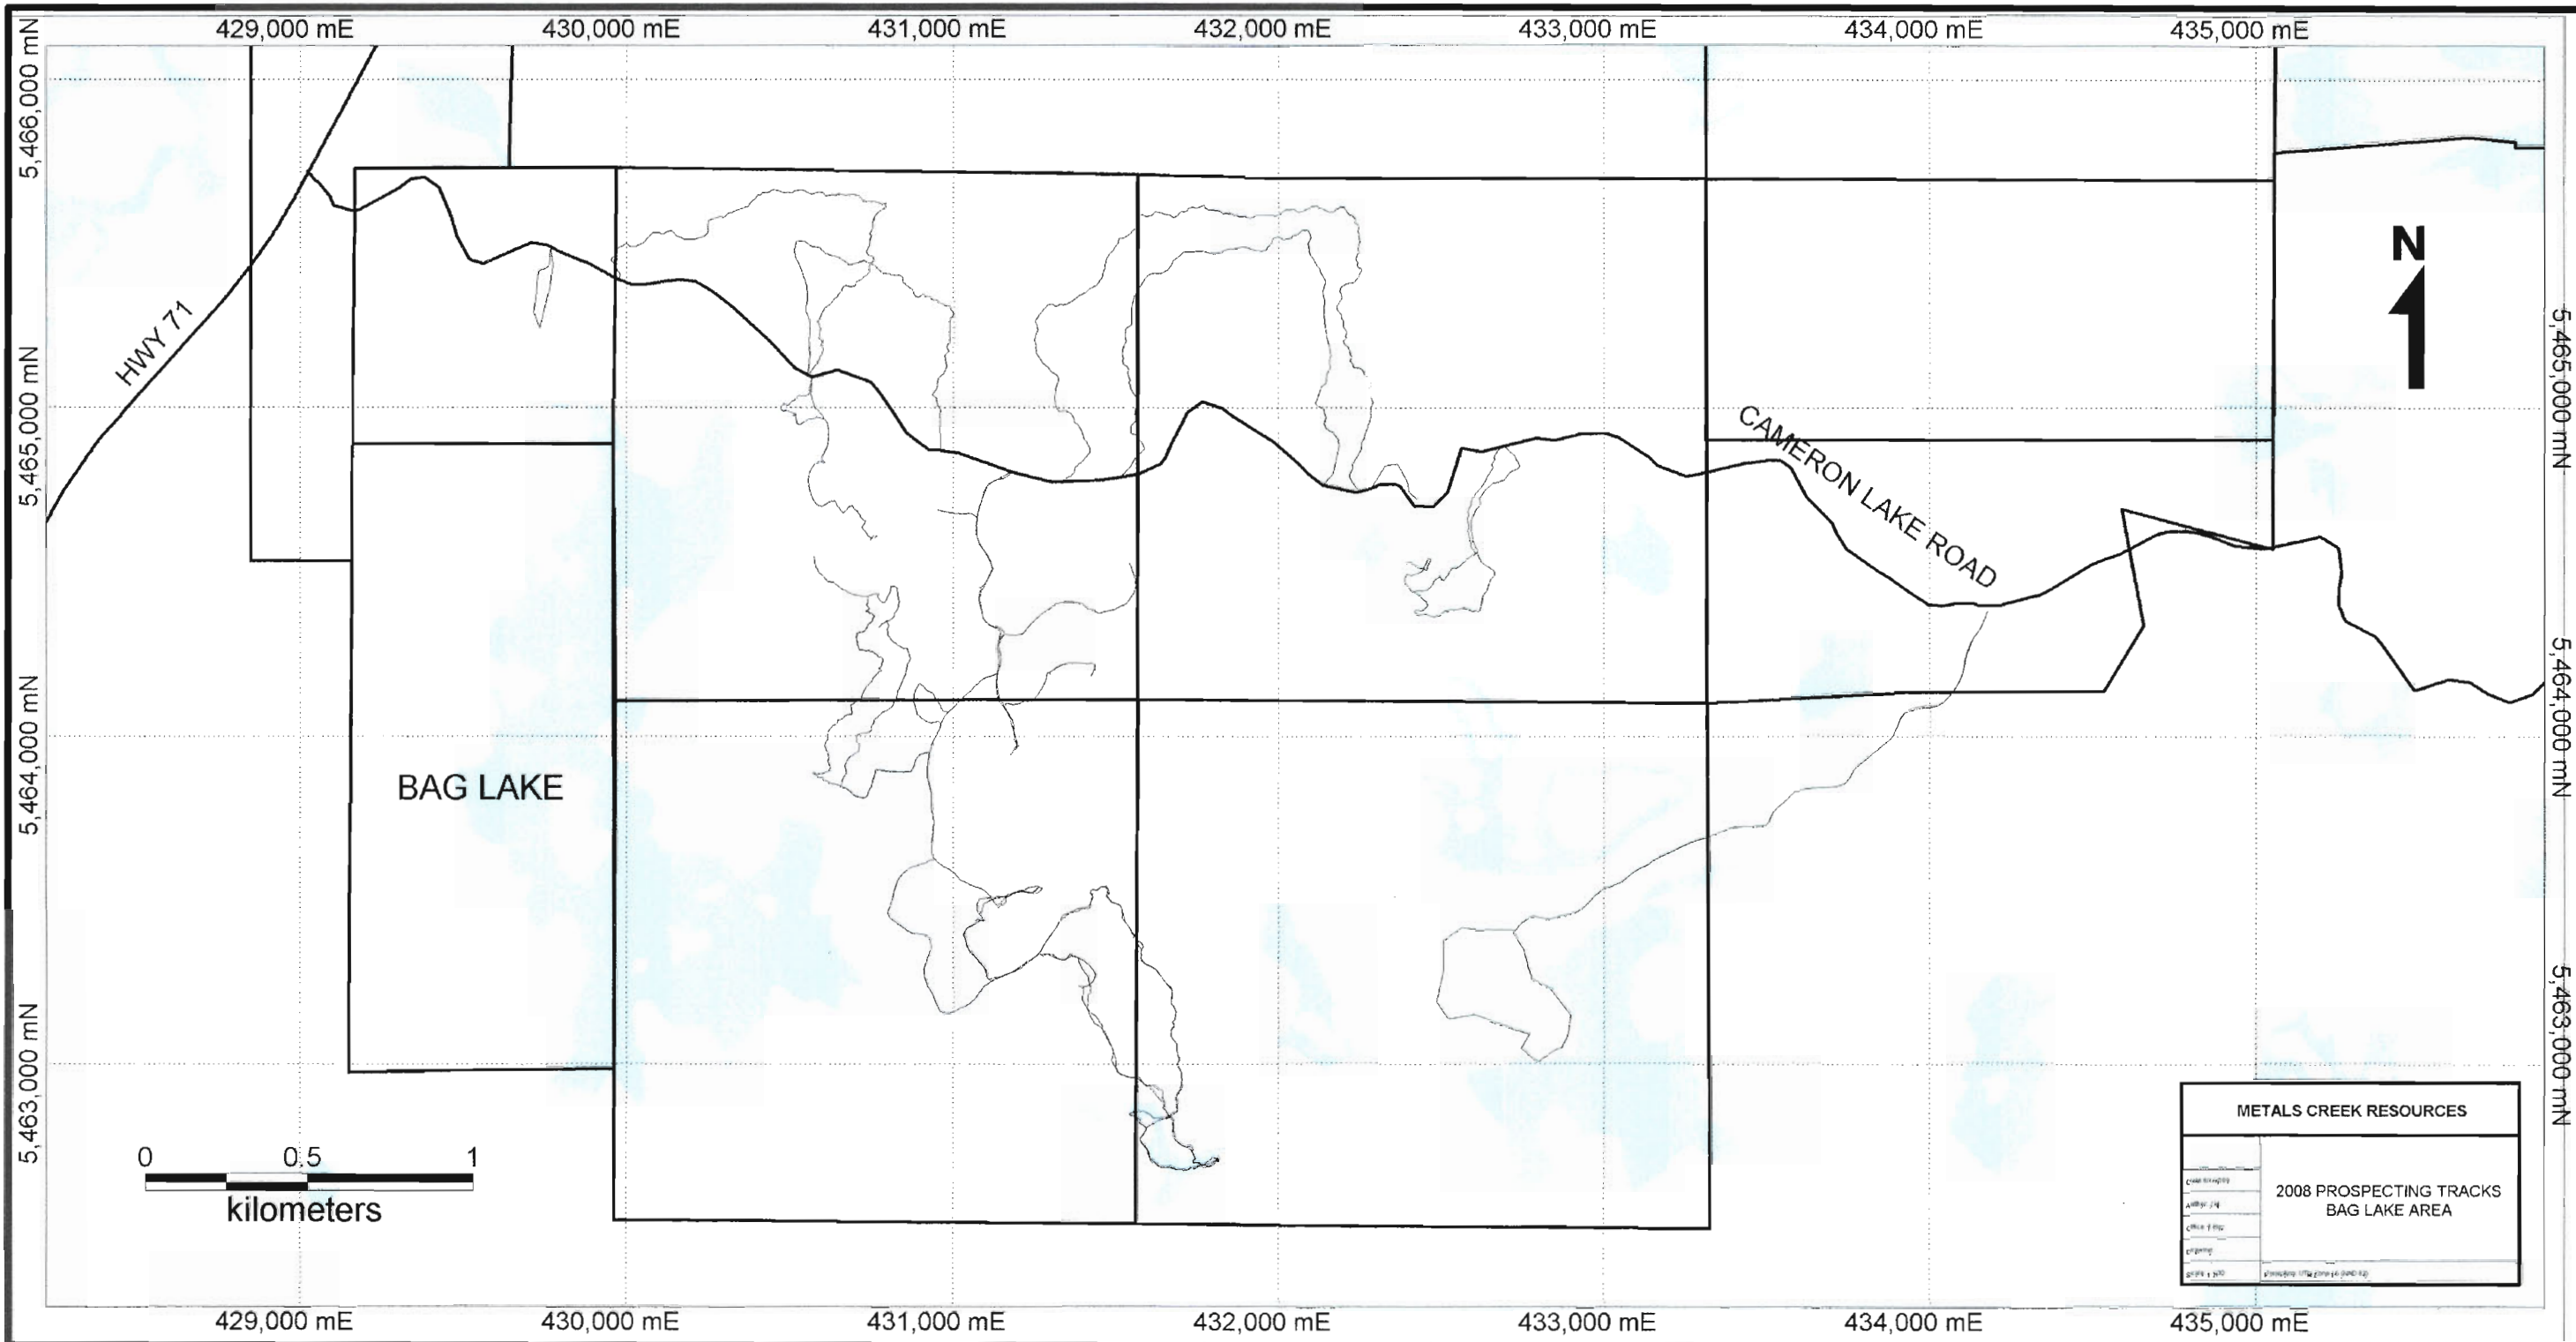 429,000 mE 430,000 mE 431,000 mE 432,000 mE 433,000 mE 434,000 mE 435,000 mE
5,466,000 mN
5,465,000 mN
5,464,000 mN
5,463,000 mN
N
HWY 71
CAMERON LAKE ROAD
BAG LAKE
5,465,000 mN
5,464,000 mN
5,463,000 mN
0 0.5 1
kilometers
METALS CREEK RESOURCES
2008 PROSPECTING TRACKS
BAG LAKE AREA
429,000 mE 430,000 mE 431,000 mE 432,000 mE 433,000 mE 434,000 mE 435,000 mE